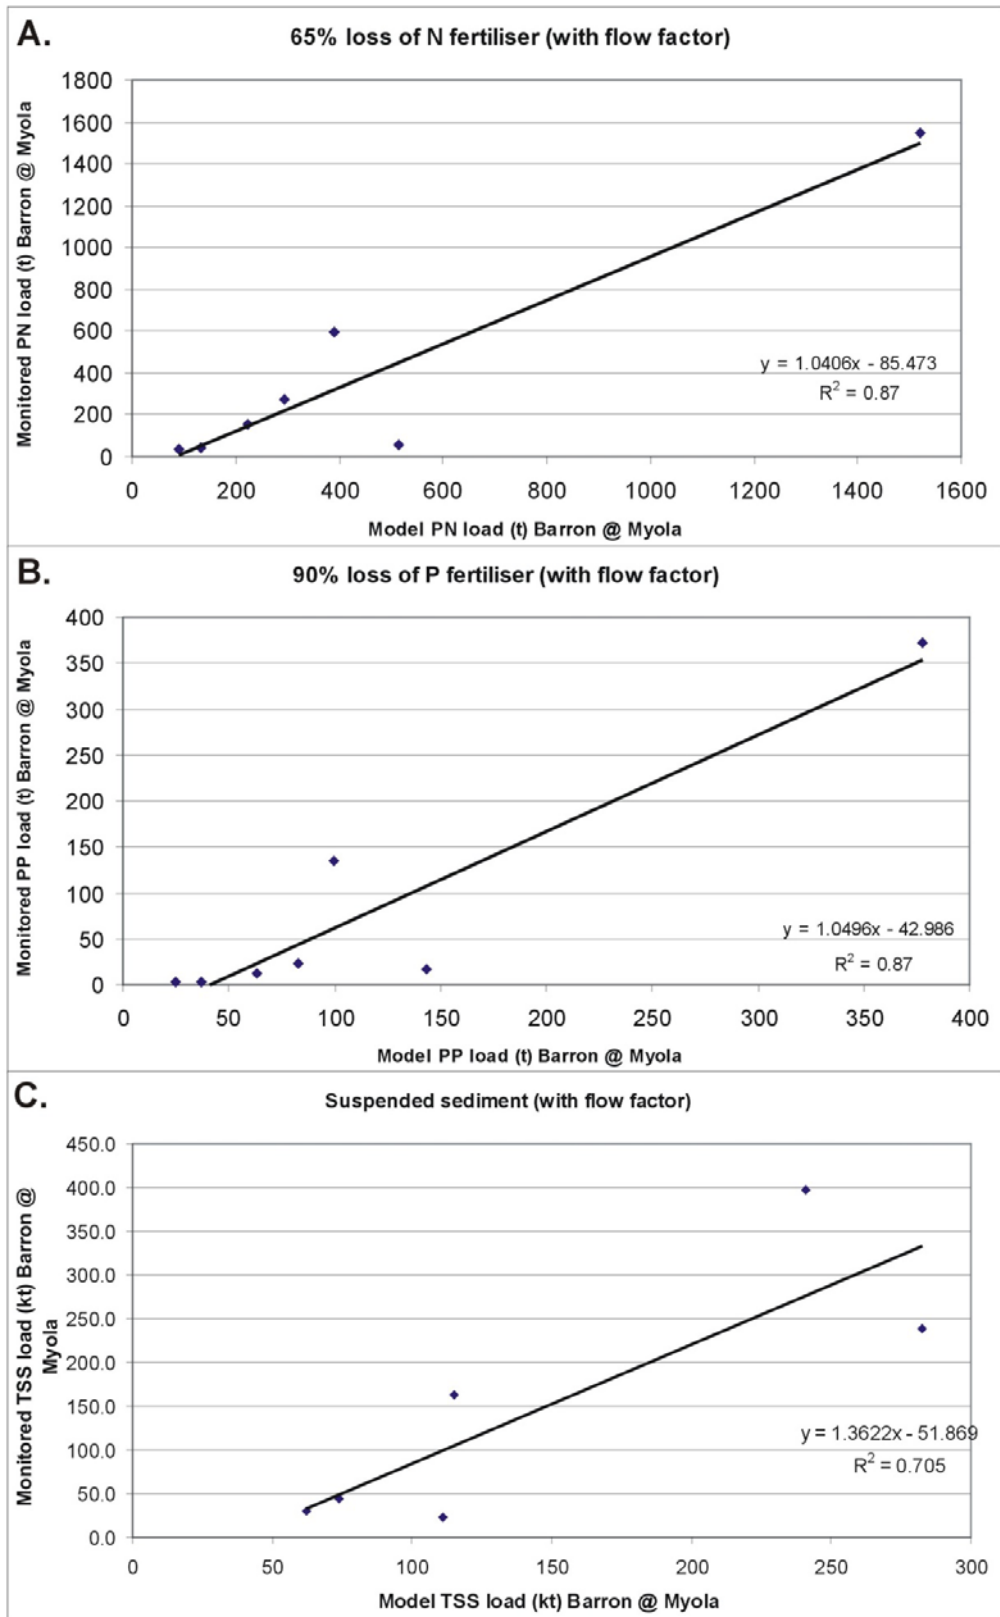 A.
65% loss of N fertiliser (with flow factor)
Monitored PN load (t) Barron @ Myola
1800
1600
1400
1200
1000
800
600
400
200
0
y = 1.0406x - 85.473
R² = 0.87
0 200 400 600 800 1000 1200 1400 1600
Model PN load (t) Barron @ Myola
B.
90% loss of P fertiliser (with flow factor)
Monitored PP load (t) Barron @ Myola
400
350
300
250
200
150
100
50
0
y = 1.0496x - 42.986
R² = 0.87
0 50 100 150 200 250 300 350 400
Model PP load (t) Barron @ Myola
C.
Suspended sediment (with flow factor)
Monitored TSS load (kt) Barron @
Myola
450.0
400.0
350.0
300.0
250.0
200.0
150.0
100.0
50.0
0.0
y = 1.3622x - 51.869
R² = 0.705
0 50 100 150 200 250 300
Model TSS load (kt) Barron @ Myola